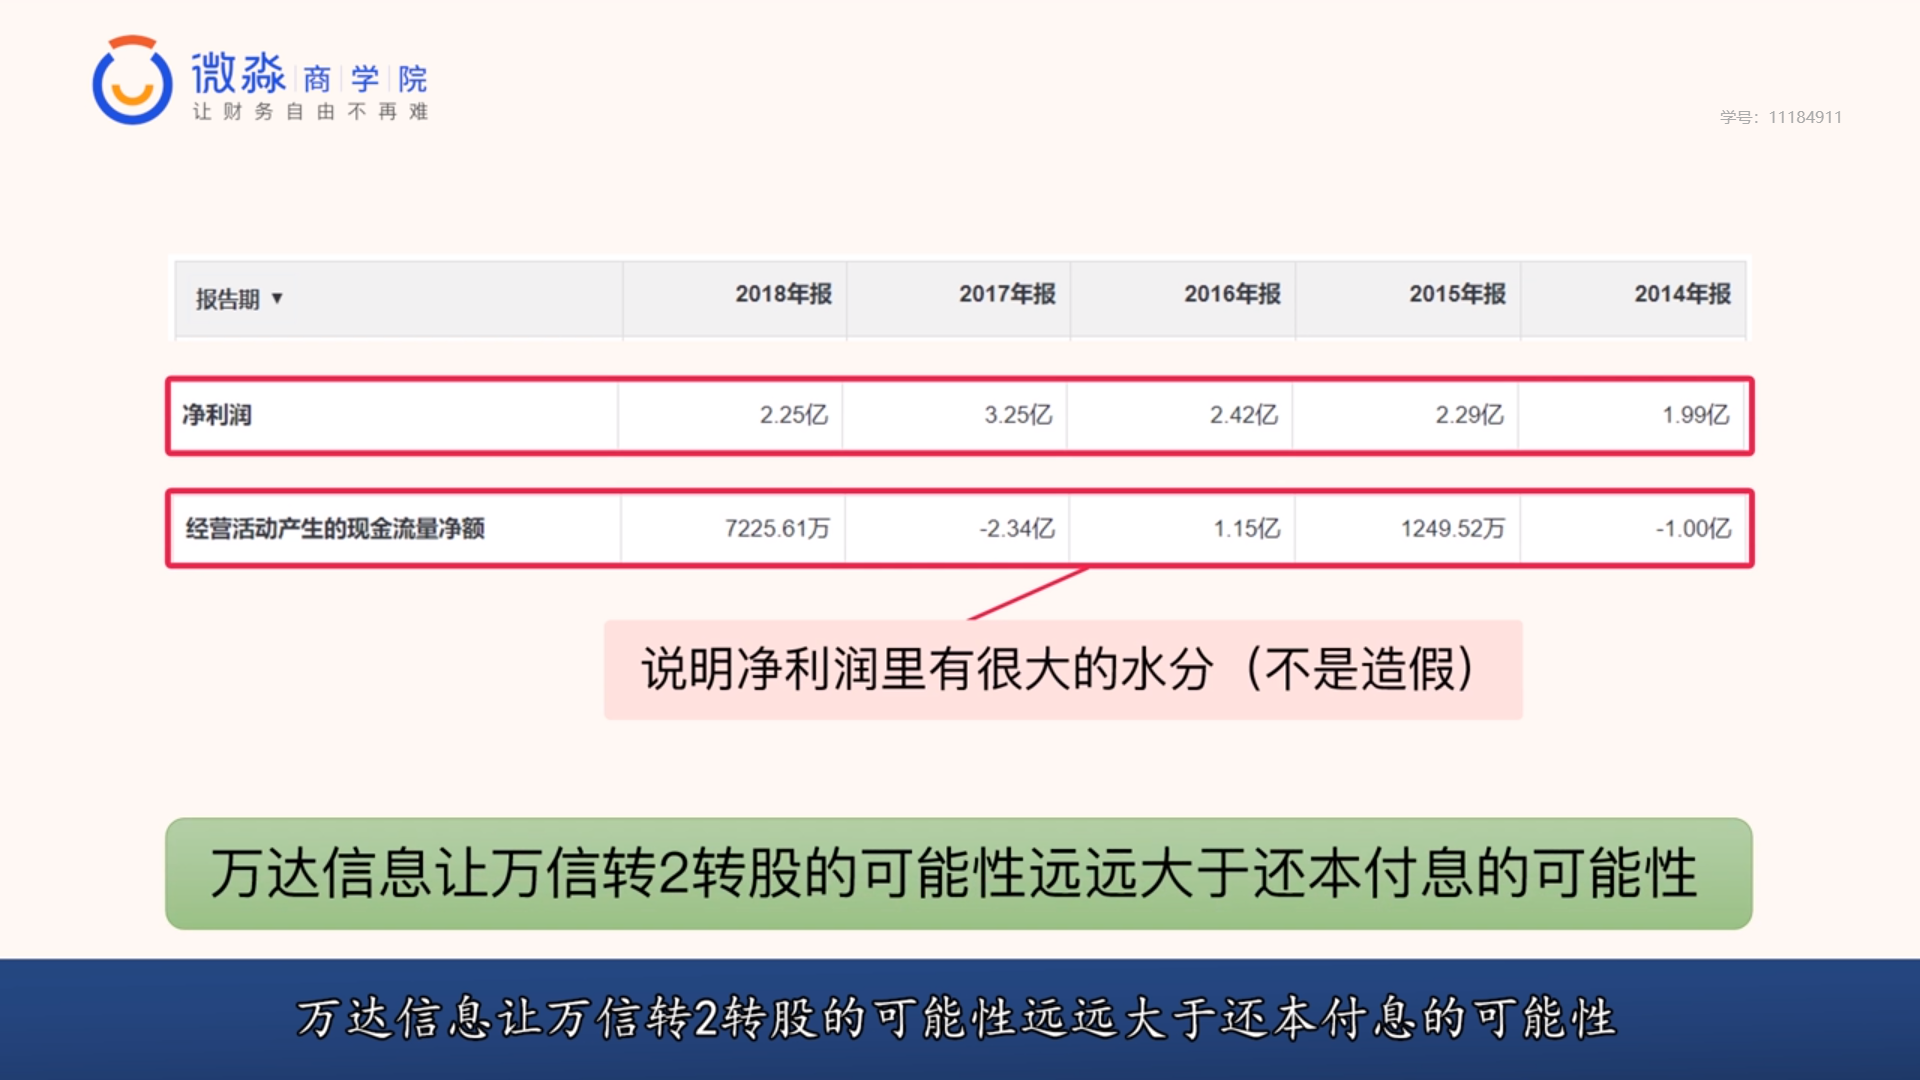 微淼商学院
让财务自由不再难
学号：11184911
报告期 ▼ 2018年报 2017年报 2016年报 2015年报 2014年报
净利润 2.25亿 3.25亿 2.42亿 2.29亿 1.99亿
经营活动产生的现金流量净额 7225.61万 -2.34亿 1.15亿 1249.52万 -1.00亿
说明净利润里有很大的水分（不是造假）
万达信息让万信转2转股的可能性远远大于还本付息的可能性
万达信息让万信转2转股的可能性远远大于还本付息的可能性